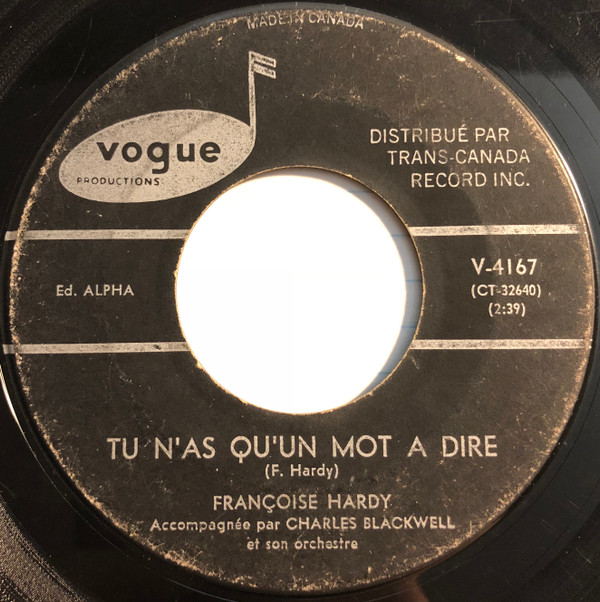 MADE IN CANADA
vogue
PRODUCTIONS
DISTRIBUÉ PAR
TRANS-CANADA
RECORD INC.
Ed. ALPHA
V-4167
(CT-32640)
(2:39)
TU N'AS QU'UN MOT A DIRE
(F. Hardy)
FRANÇOISE HARDY
Accompagnée par CHARLES BLACKWELL
et son orchestre